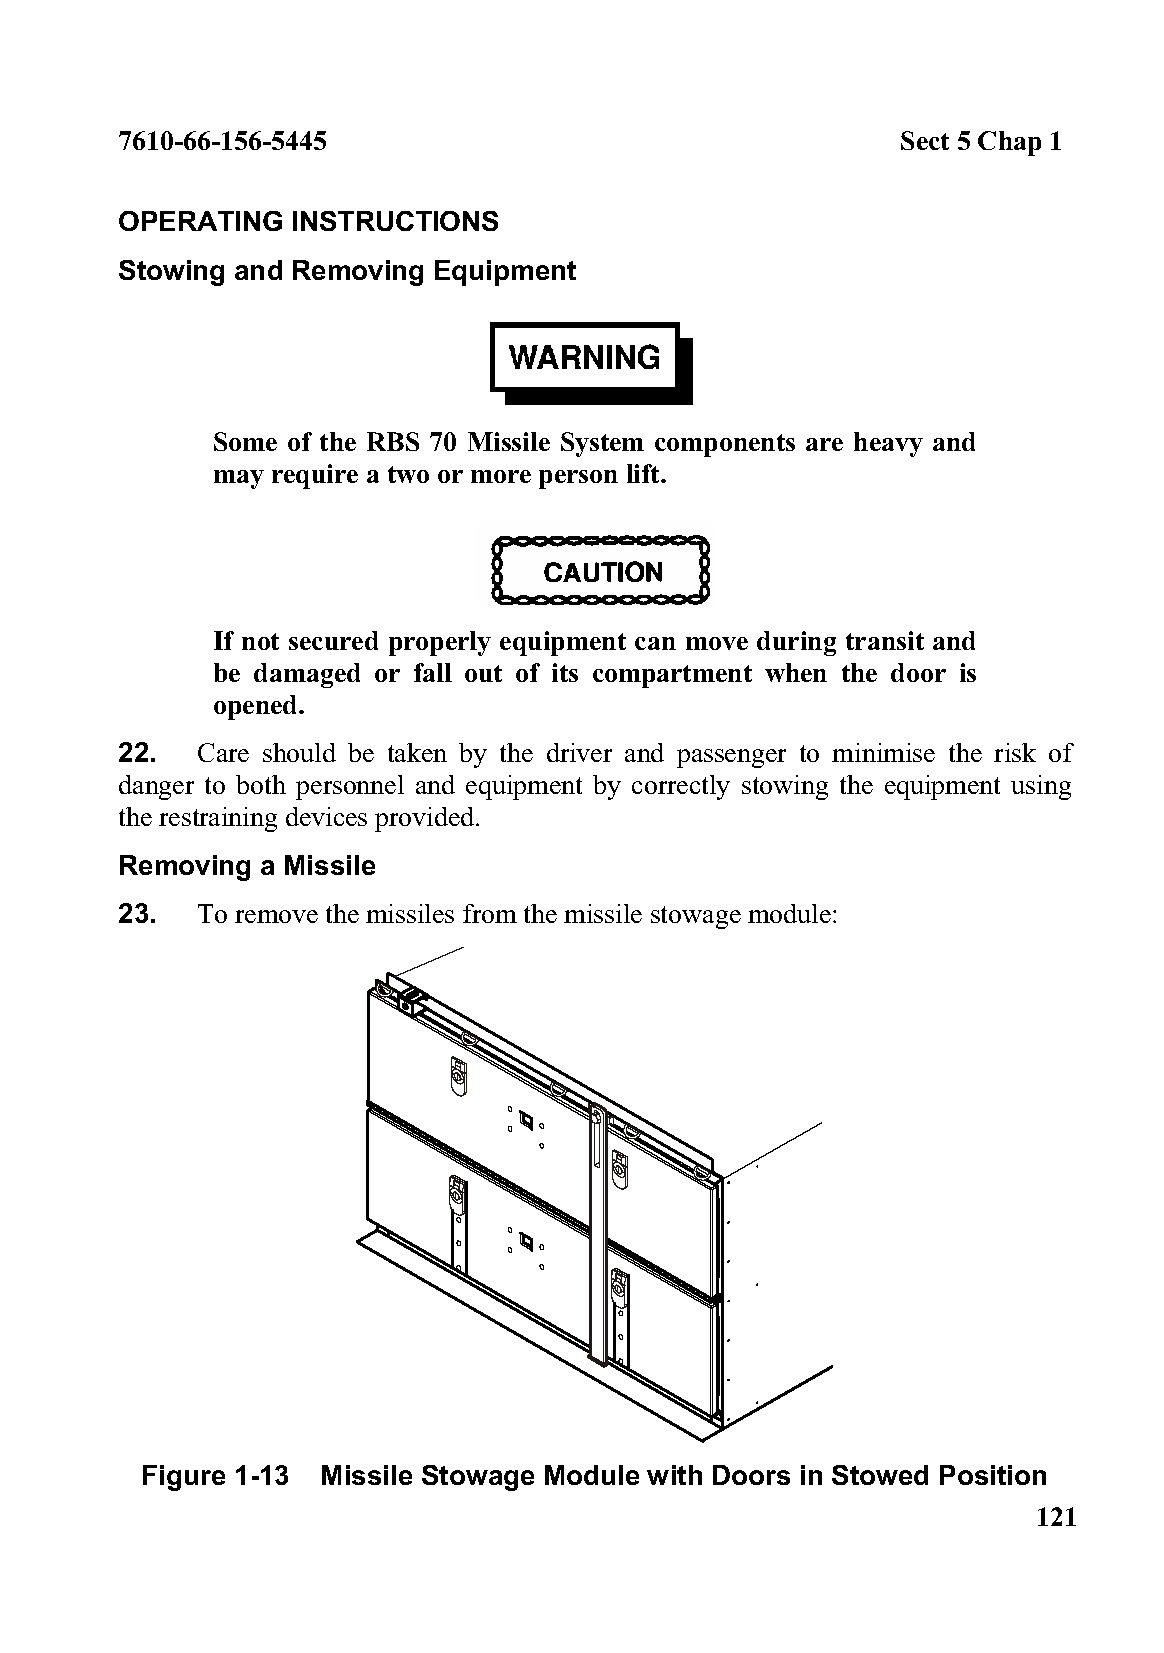 7610-66-156-5445 Sect 5 Chap 1
OPERATING INSTRUCTIONS
Stowing and Removing Equipment
WARNING
Some of the RBS 70 Missile System components are heavy and
may require a two or more person lift.
CAUTION
If not secured properly equipment can move during transit and
be damaged or fall out of its compartment when the door is
opened.
22. Care should be taken by the driver and passenger to minimise the risk of
danger to both personnel and equipment by correctly stowing the equipment using
the restraining devices provided.
Removing a Missile
23. To remove the missiles from the missile stowage module:
Figure 1-13 Missile Stowage Module with Doors in Stowed Position
121